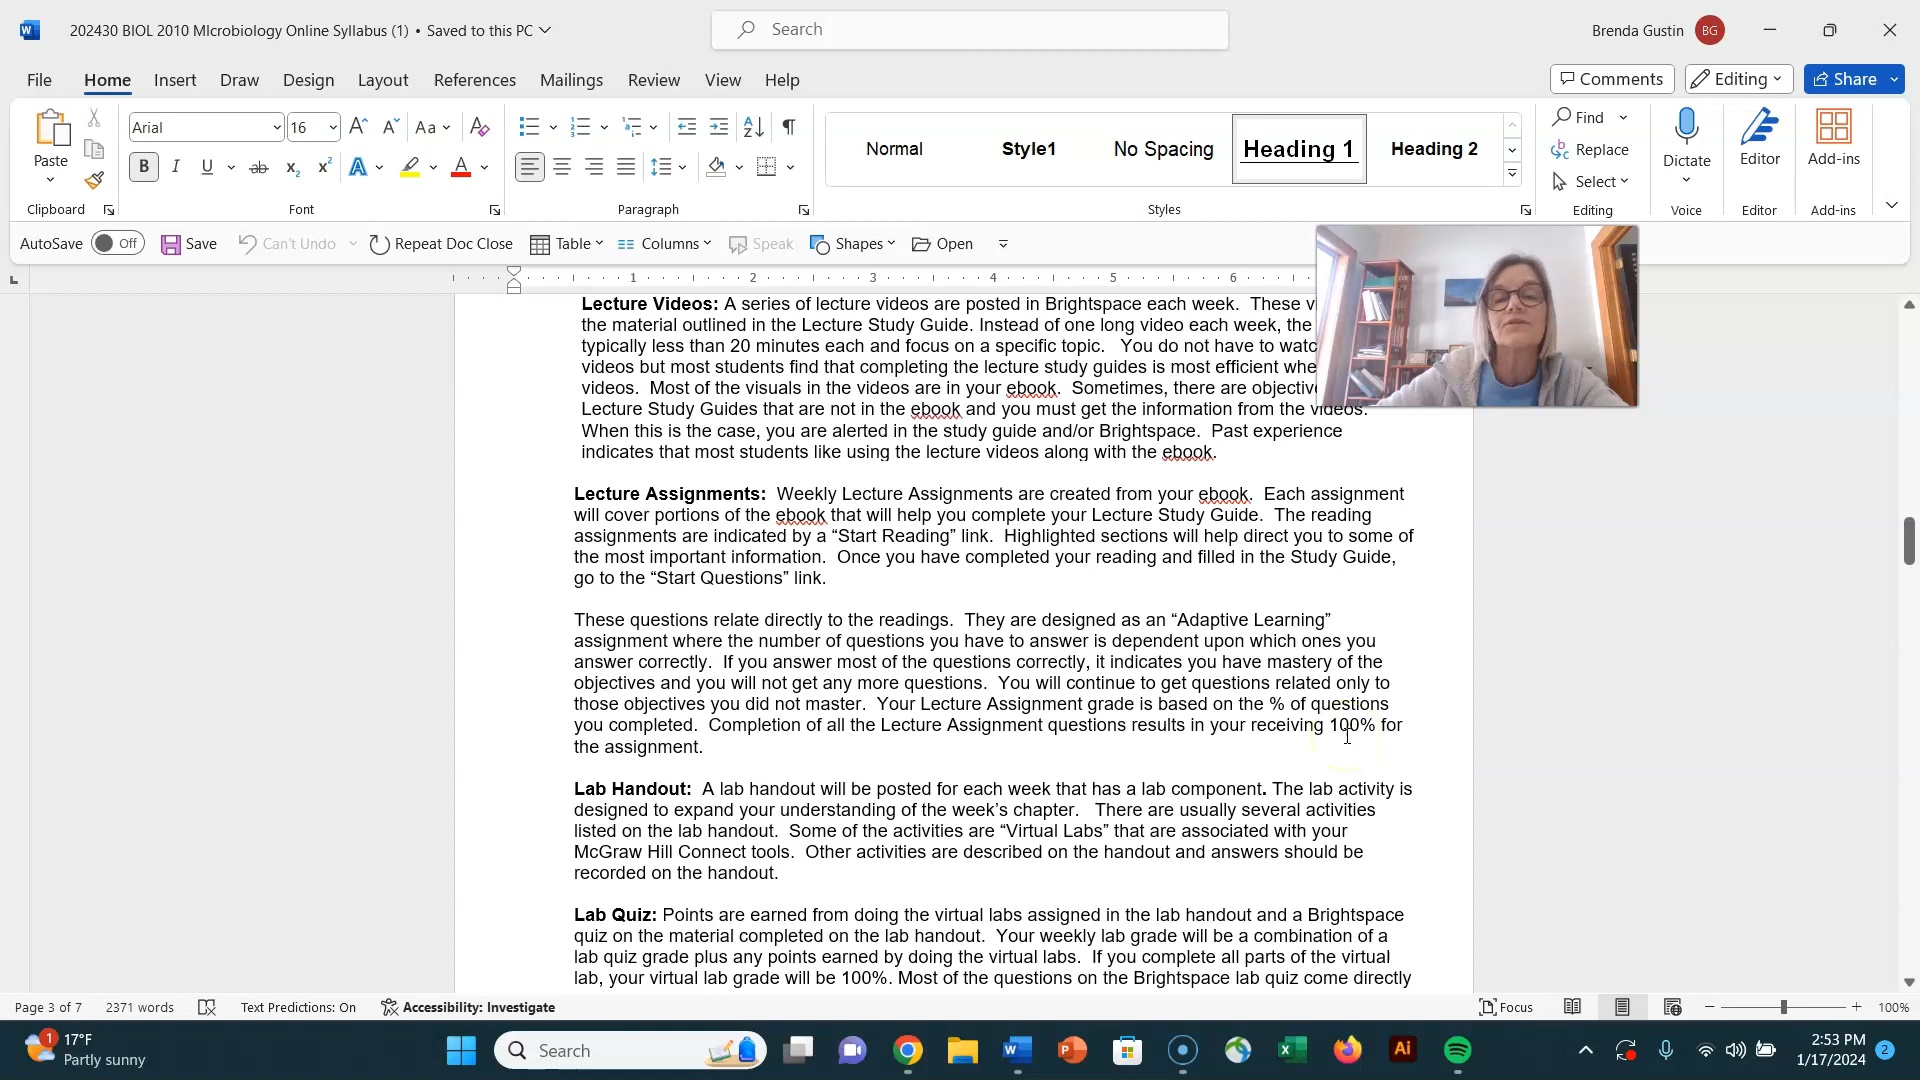 202430 BIOL 2010 MIcrobiology Online Syllabus (1) • Saved to this PC
Search
Brenda Gustin BG
File Home Insert Draw Design Layout References Mailings Review View Help
Comments Editing Share
Paste
Arial 16
Aa
Normal Style1 No Spacing Heading 1 Heading 2
Find
Replace
Select
Dictate Editor Add-ins
Clipboard Font Paragraph Styles Editing Voice Editor Add-ins
AutoSave Off Save Can't Undo Repeat Doc Close Table Columns Speak Shapes Open
1 2 3 4 5 6
Lecture Videos: A series of lecture videos are posted in Brightspace each week. These v
the material outlined in the Lecture Study Guide. Instead of one long video each week, the
typically less than 20 minutes each and focus on a specific topic. You do not have to watc
videos but most students find that completing the lecture study guides is most efficient whe
videos. Most of the visuals in the videos are in your ebook. Sometimes, there are objectiv
Lecture Study Guides that are not in the ebook and you must get the information from the videos.
When this is the case, you are alerted in the study guide and/or Brightspace. Past experience
indicates that most students like using the lecture videos along with the ebook.
Lecture Assignments: Weekly Lecture Assignments are created from your ebook. Each assignment
will cover portions of the ebook that will help you complete your Lecture Study Guide. The reading
assignments are indicated by a “Start Reading” link. Highlighted sections will help direct you to some of
the most important information. Once you have completed your reading and filled in the Study Guide,
go to the “Start Questions” link.
These questions relate directly to the readings. They are designed as an “Adaptive Learning”
assignment where the number of questions you have to answer is dependent upon which ones you
answer correctly. If you answer most of the questions correctly, it indicates you have mastery of the
objectives and you will not get any more questions. You will continue to get questions related only to
those objectives you did not master. Your Lecture Assignment grade is based on the % of questions
you completed. Completion of all the Lecture Assignment questions results in your receiving 100% for
the assignment.
Lab Handout: A lab handout will be posted for each week that has a lab component. The lab activity is
designed to expand your understanding of the week’s chapter. There are usually several activities
listed on the lab handout. Some of the activities are “Virtual Labs” that are associated with your
McGraw Hill Connect tools. Other activities are described on the handout and answers should be
recorded on the handout.
Lab Quiz: Points are earned from doing the virtual labs assigned in the lab handout and a Brightspace
quiz on the material completed on the lab handout. Your weekly lab grade will be a combination of a
lab quiz grade plus any points earned by doing the virtual labs. If you complete all parts of the virtual
lab, your virtual lab grade will be 100%. Most of the questions on the Brightspace lab quiz come directly
Page 3 of 7 2371 words Text Predictions: On Accessibility: Investigate Focus 100%
1 17°F
Partly sunny
Search
Ai
2:53 PM
1/17/2024 2